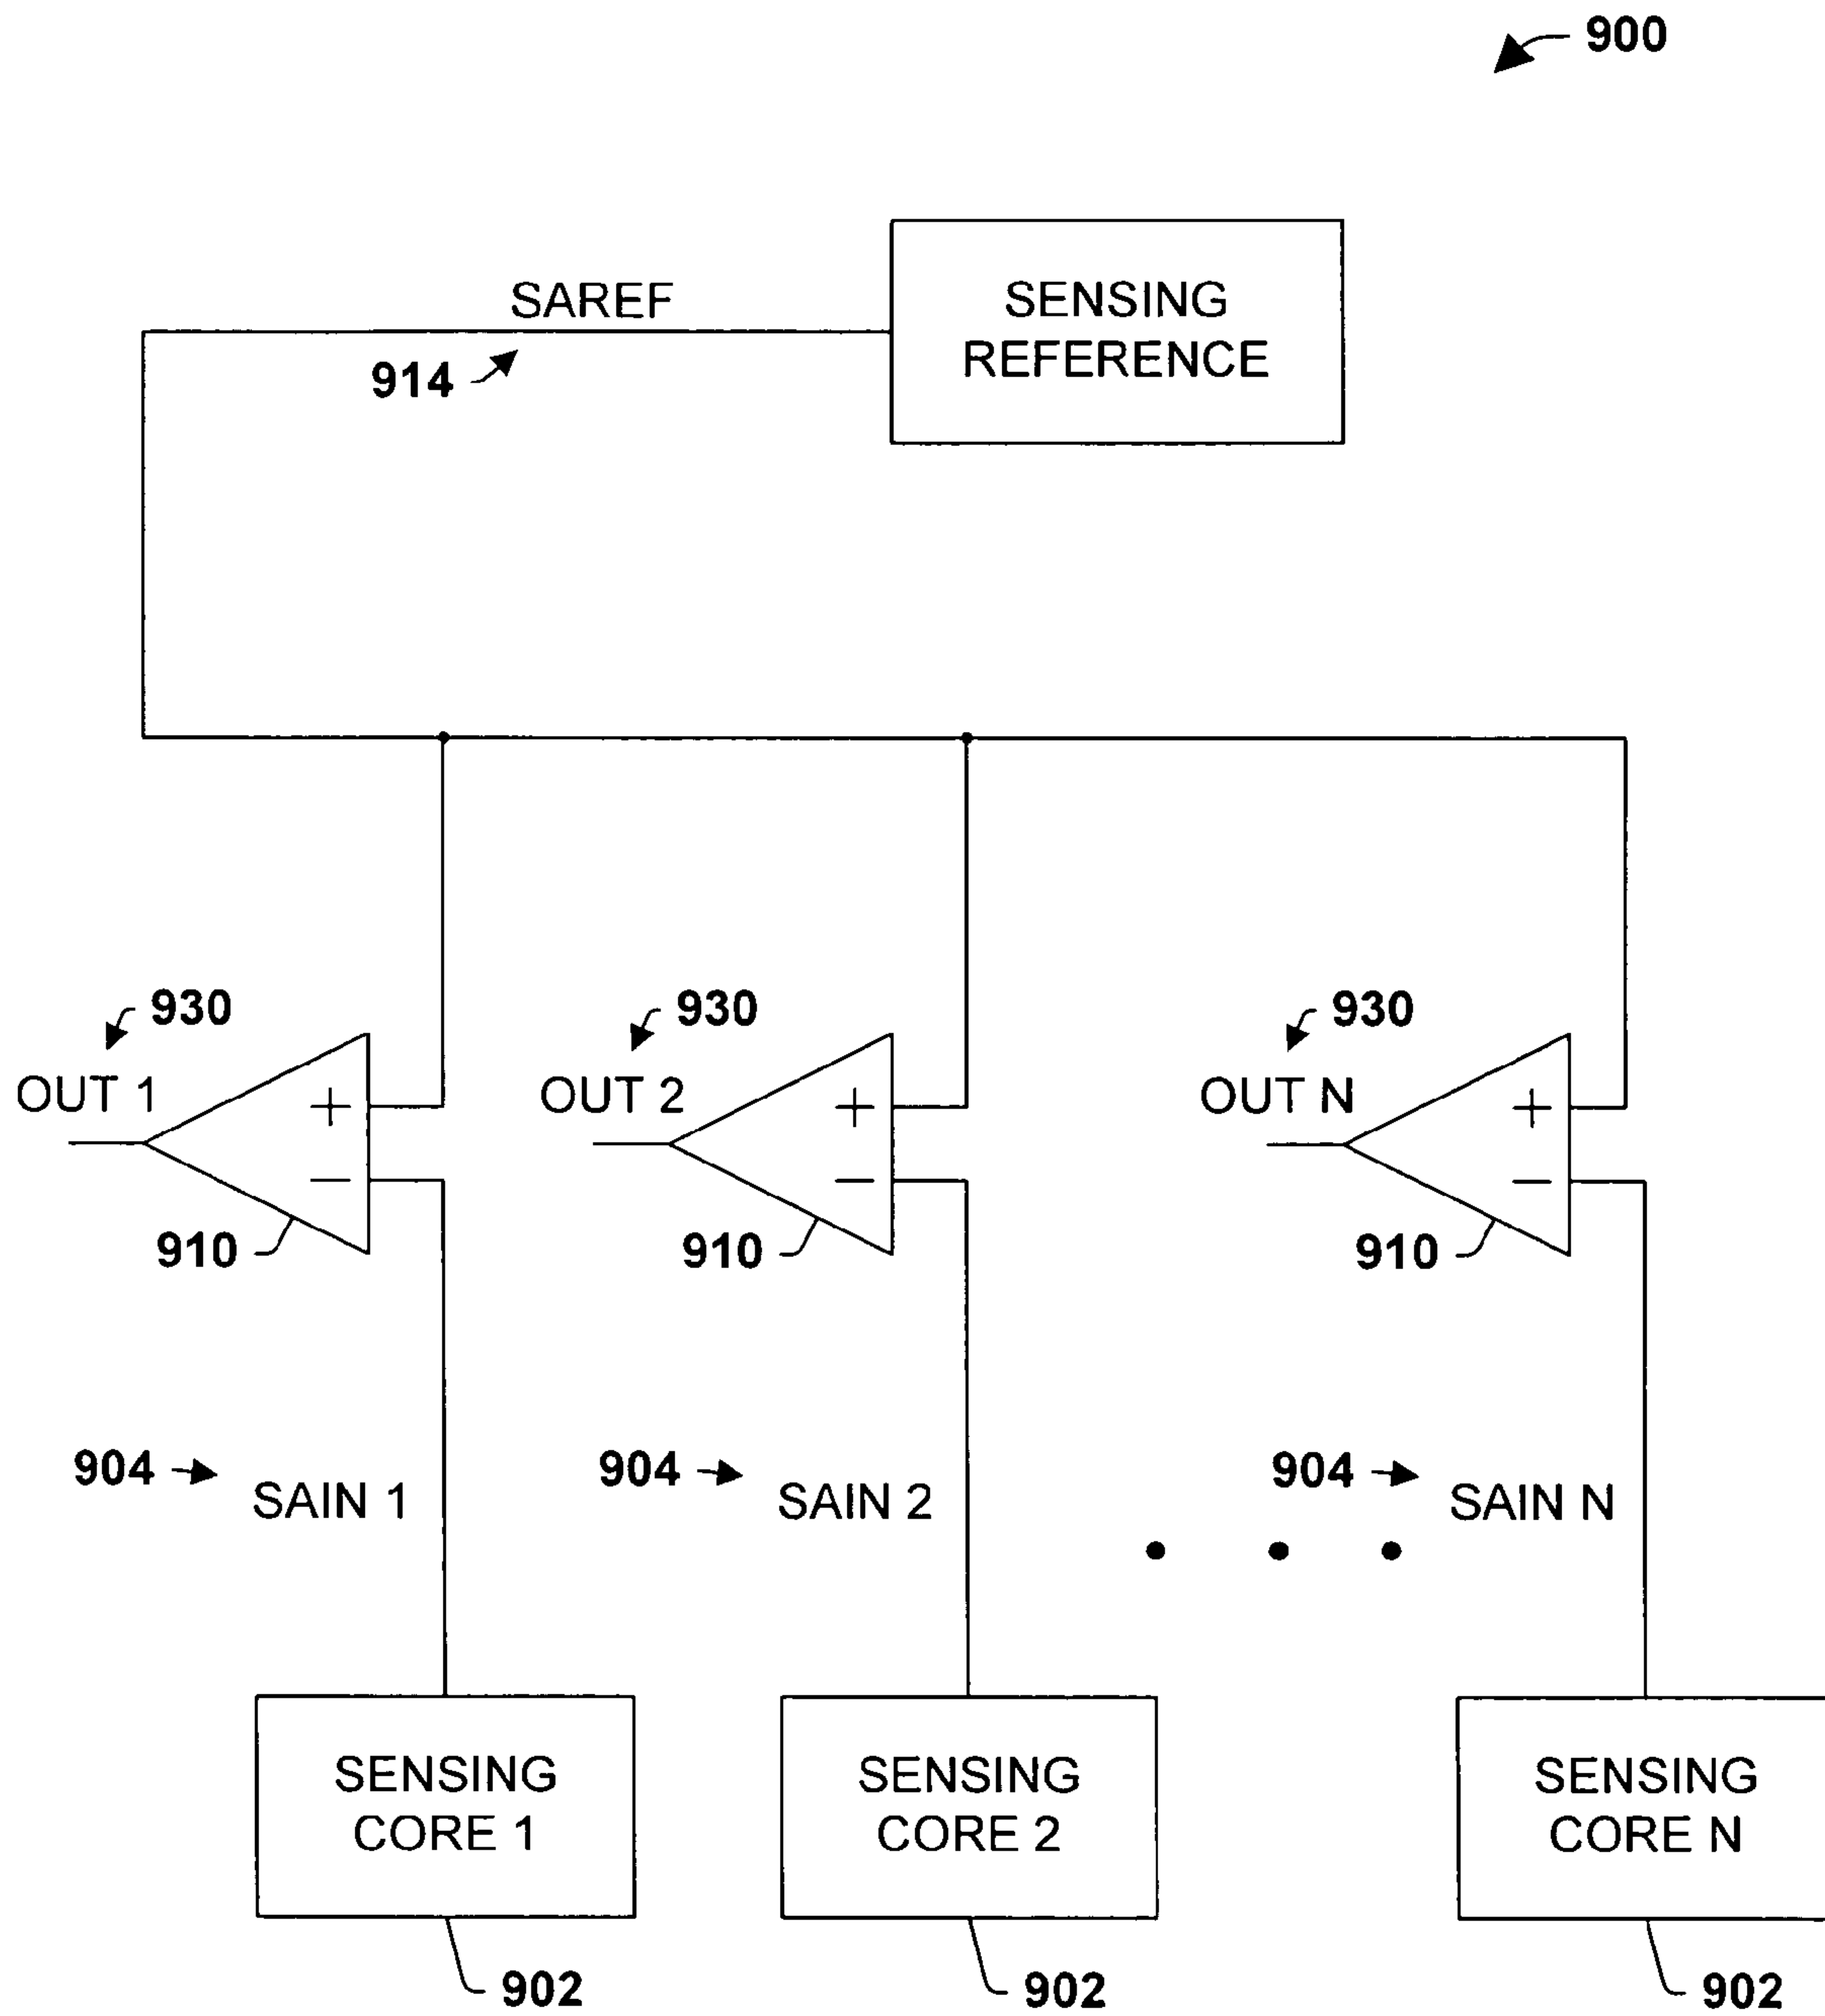 900
SAREF
914
SENSING
REFERENCE
930
930
930
OUT 1
OUT 2
OUT N
+
+
+
−
−
−
910
910
910
904
SAIN 1
904
SAIN 2
904
SAIN N
SENSING
CORE 1
SENSING
CORE 2
SENSING
CORE N
902
902
902